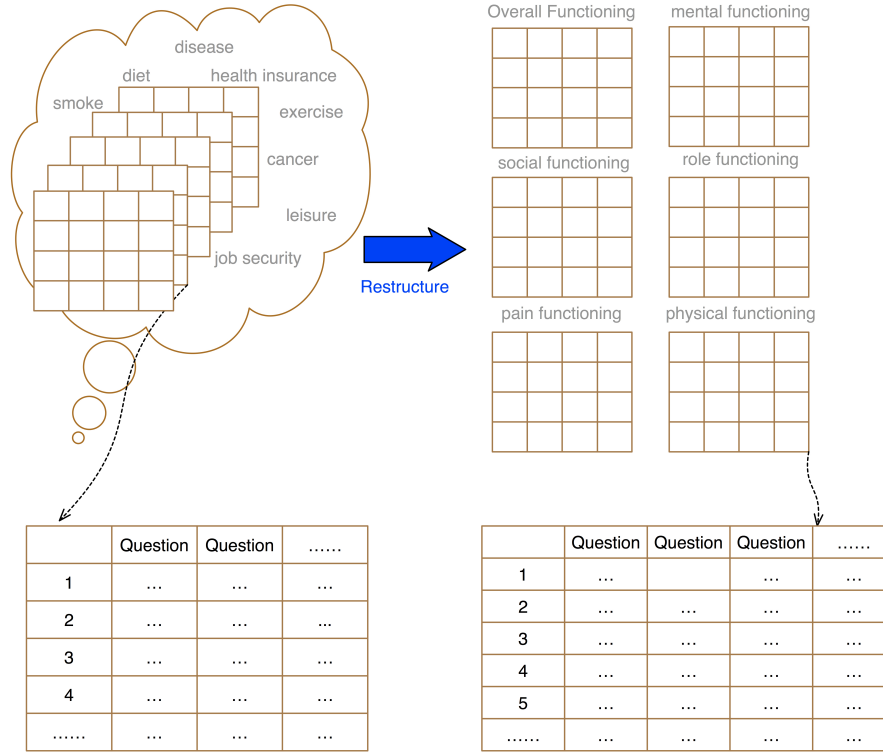 disease
diet
health insurance
smoke
exercise
cancer
leisure
job security
Restructure
Overall Functioning
mental functioning
social functioning
role functioning
pain functioning
physical functioning
Question Question ……
1 … … …
2 … … ...
3 … … …
4 … … …
…… … … …
Question Question Question ……
1 … … …
2 … … … …
3 … … … …
4 … … … …
5 … … … …
…… … … … …